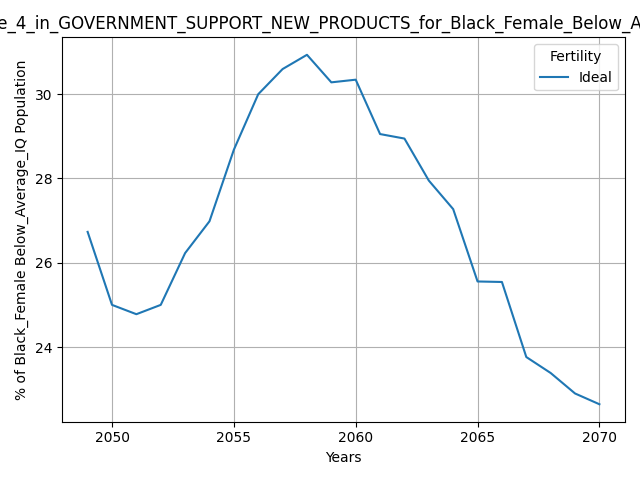 e_4_in_GOVERNMENT_SUPPORT_NEW_PRODUCTS_for_Black_Female_Below_A
Fertility
Ideal
% of Black_Female Below_Average_IQ Population
30
28
26
24
2050 2055 2060 2065 2070
Years